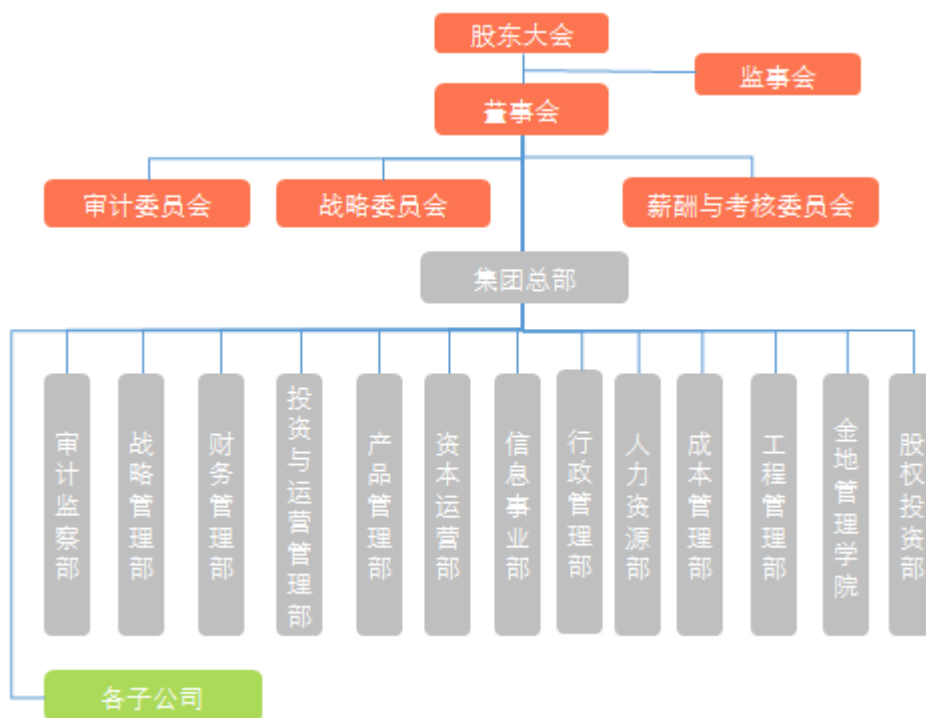 股东大会
监事会
董事会
审计委员会
战略委员会
薪酬与考核委员会
集团总部
审计监察部
战略管理部
财务管理部
投资与运营管理部
产品管理部
资本运营部
信息事业部
行政管理部
人力资源部
成本管理部
工程管理部
金地管理学院
股权投资部
各子公司